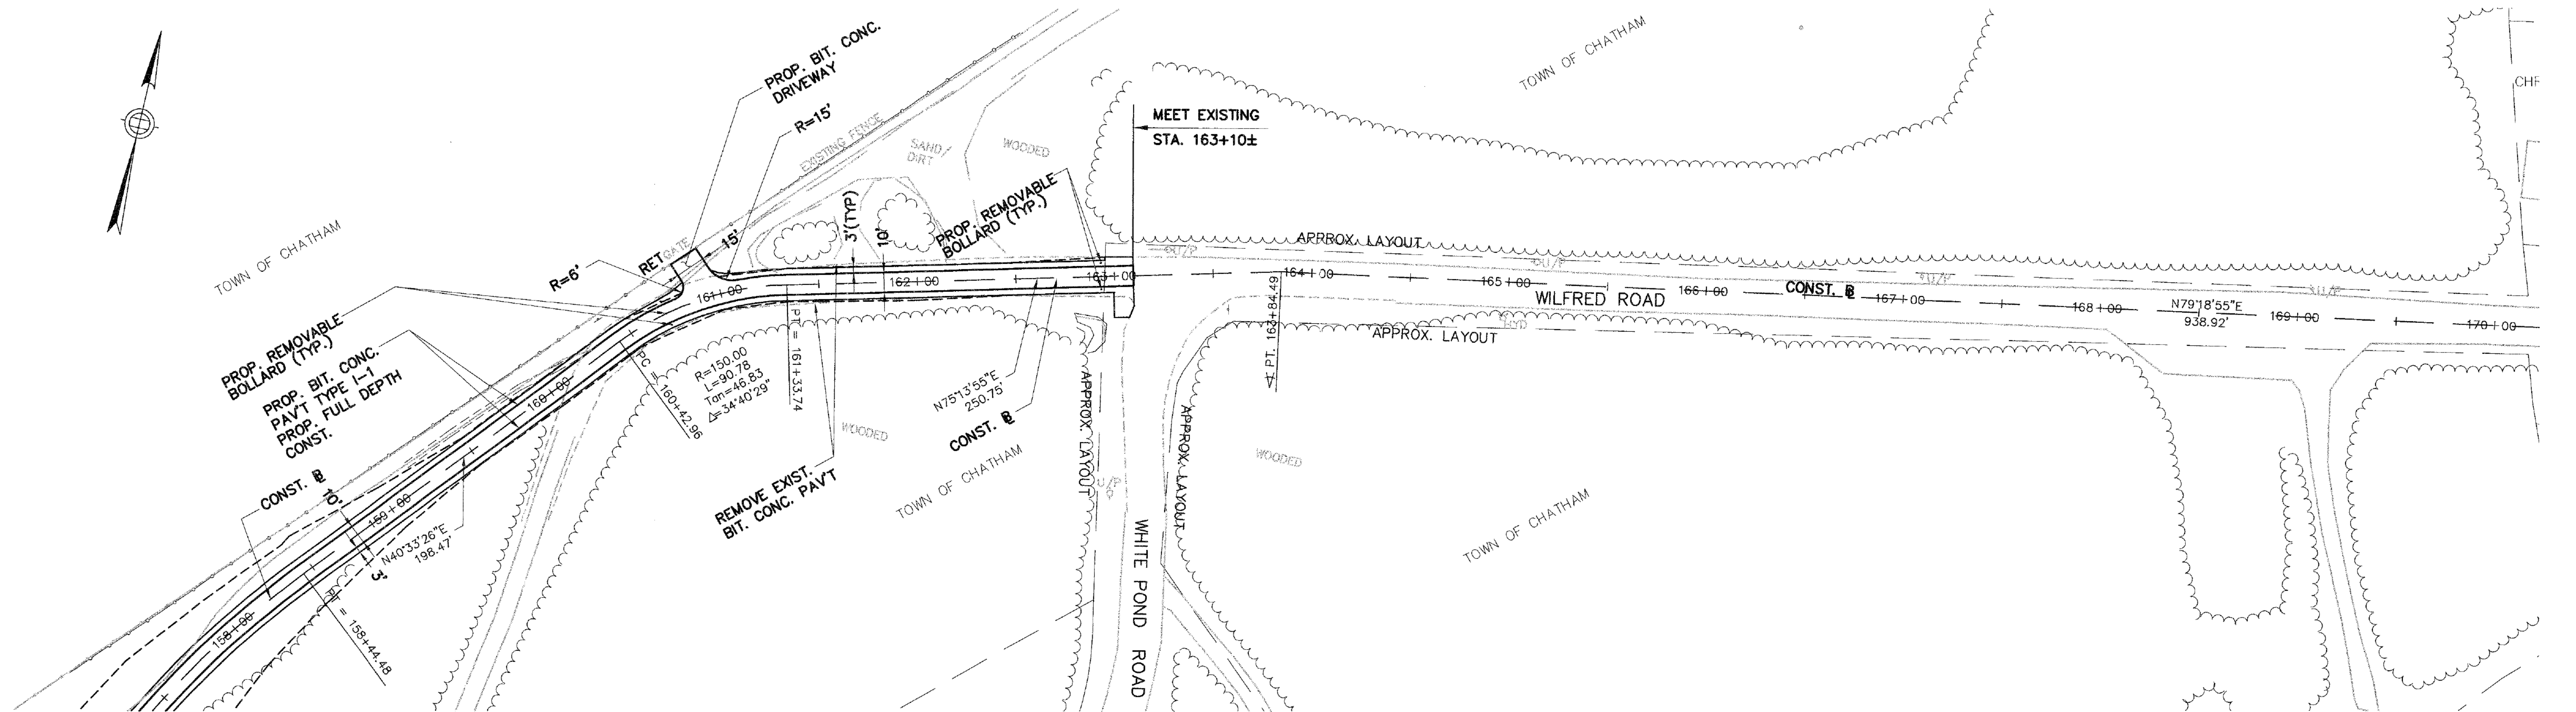 PROP. BIT. CONC.
DRIVEWAY
R=15'
EXISTING FENCE
SAND/
DIRT
WOODED
MEET EXISTING
STA. 163+10±
TOWN OF CHATHAM
TOWN OF CHATHAM
PROP. REMOVABLE
BOLLARD (TYP.)
3'(TYP)
10'
15'
GATE
RET
R=6'
PROP. REMOVABLE
BOLLARD (TYP.)
PROP. BIT. CONC.
PAV'T TYPE I-1
PROP. FULL DEPTH
CONST.
CONST. BL
10'
3'
158+00
159+00
160+00
161+00
162+00
163+00
164+00
165+00
166+00
167+00
168+00
169+00
170+00
N40°33'26"E
198.47'
PT = 158+44.48
PC = 160+42.96
R=150.00
L=90.78
Tan=46.83
Δ=34°40'29"
PT = 161+33.74
REMOVE EXIST.
BIT. CONC. PAV'T
WOODED
N75°13'55"E
250.75'
CONST. BL
TOWN OF CHATHAM
APPROX. LAYOUT
U/P
WHITE POND ROAD
APPROX. LAYOUT
U/P
APPROX. LAYOUT
U/P
WILFRED ROAD
CONST. BL
U/P
U/P
N79°18'55"E
938.92'
HYD
APPROX. LAYOUT
PT. 163+84.49
WOODED
TOWN OF CHATHAM